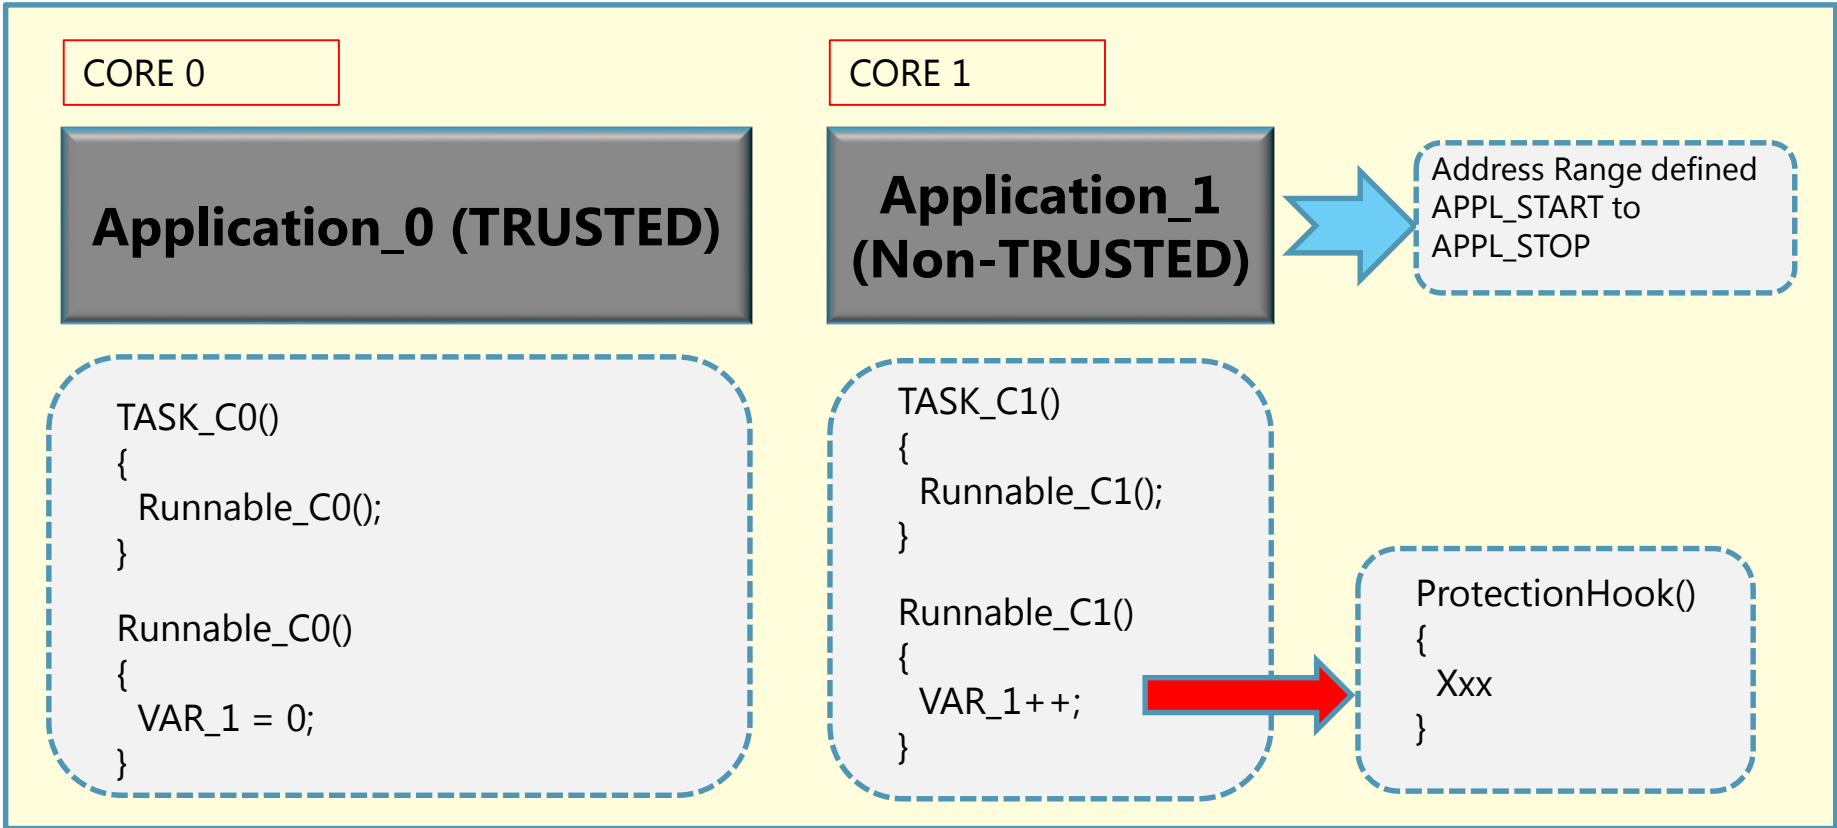 CORE 0
Application_0 (TRUSTED)
TASK_C0()
{
Runnable_C0();
}
Runnable_C0()
{
VAR_1 = 0;
}
CORE 1
Application_1
(Non-TRUSTED)
Address Range defined
APPL_START to
APPL_STOP
TASK_C1()
{
Runnable_C1();
}
Runnable_C1()
{
VAR_1++;
}
ProtectionHook()
{
Xxx
}